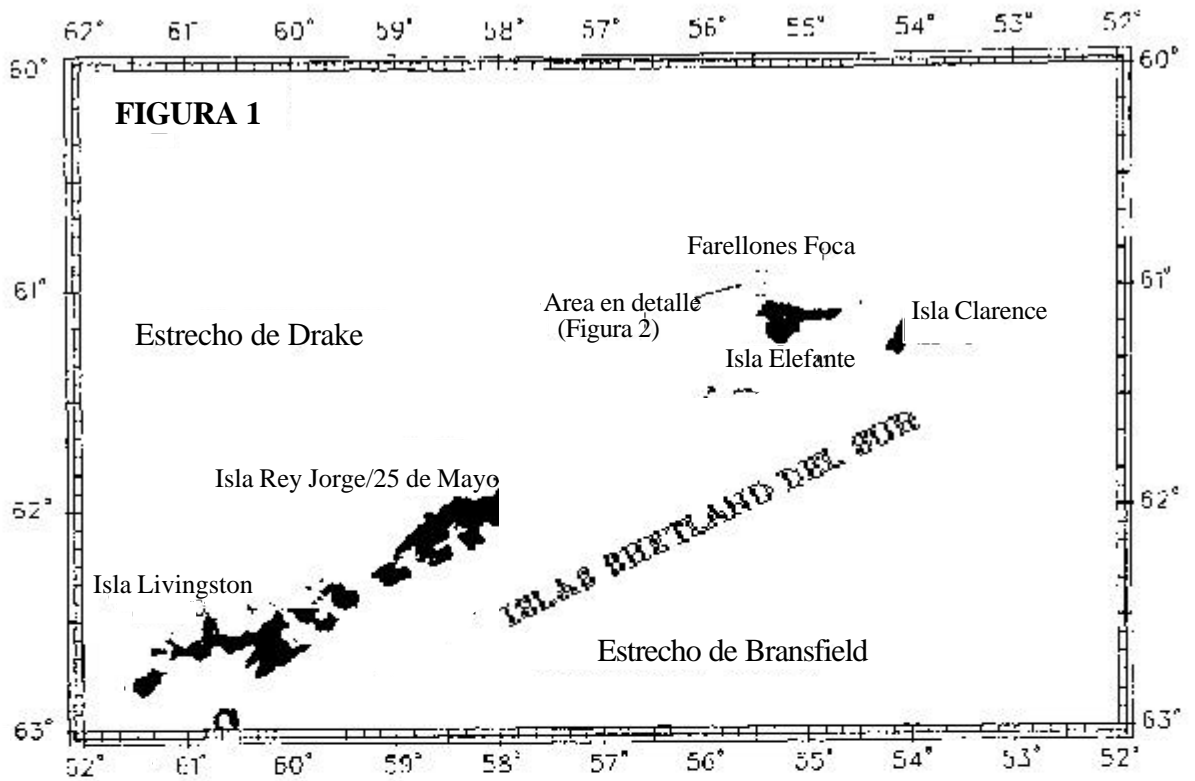 62° 61° 60° 59° 58° 57° 56° 55° 54° 53° 52°
60° 60°
FIGURA 1
Farellones Foca
61° 61°
Area en detalle
(Figura 2)
Isla Clarence
Estrecho de Drake
Isla Elefante
ISLAS SHETLAND DEL SUR
Isla Rey Jorge/25 de Mayo
62° 62°
Isla Livingston
Estrecho de Bransfield
63° 63°
62° 61° 60° 59° 58° 57° 56° 55° 54° 53° 52°